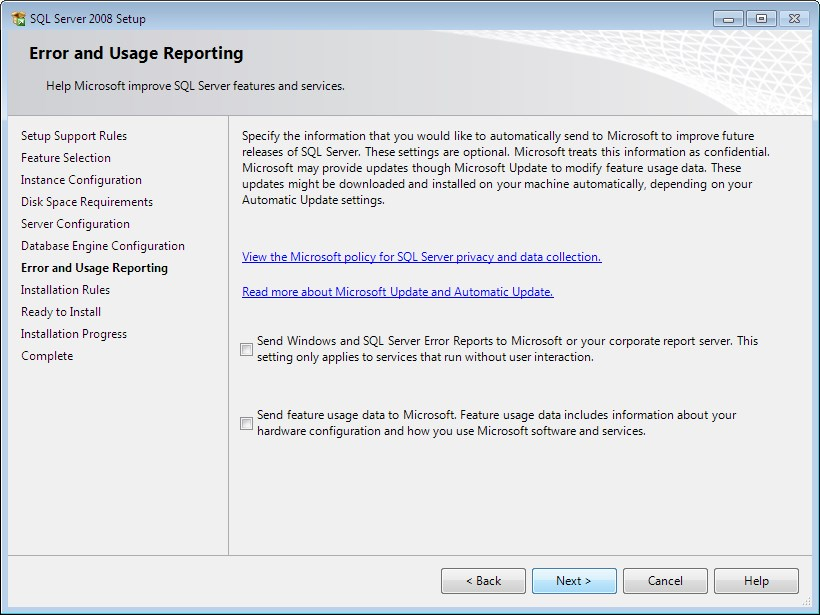 SQL Server 2008 Setup
Error and Usage Reporting
Help Microsoft improve SQL Server features and services.
Setup Support Rules
Feature Selection
Instance Configuration
Disk Space Requirements
Server Configuration
Database Engine Configuration
Error and Usage Reporting
Installation Rules
Ready to Install
Installation Progress
Complete
Specify the information that you would like to automatically send to Microsoft to improve future
releases of SQL Server. These settings are optional. Microsoft treats this information as confidential.
Microsoft may provide updates though Microsoft Update to modify feature usage data. These
updates might be downloaded and installed on your machine automatically, depending on your
Automatic Update settings.
View the Microsoft policy for SQL Server privacy and data collection.
Read more about Microsoft Update and Automatic Update.
Send Windows and SQL Server Error Reports to Microsoft or your corporate report server. This
setting only applies to services that run without user interaction.
Send feature usage data to Microsoft. Feature usage data includes information about your
hardware configuration and how you use Microsoft software and services.
< Back
Next >
Cancel
Help